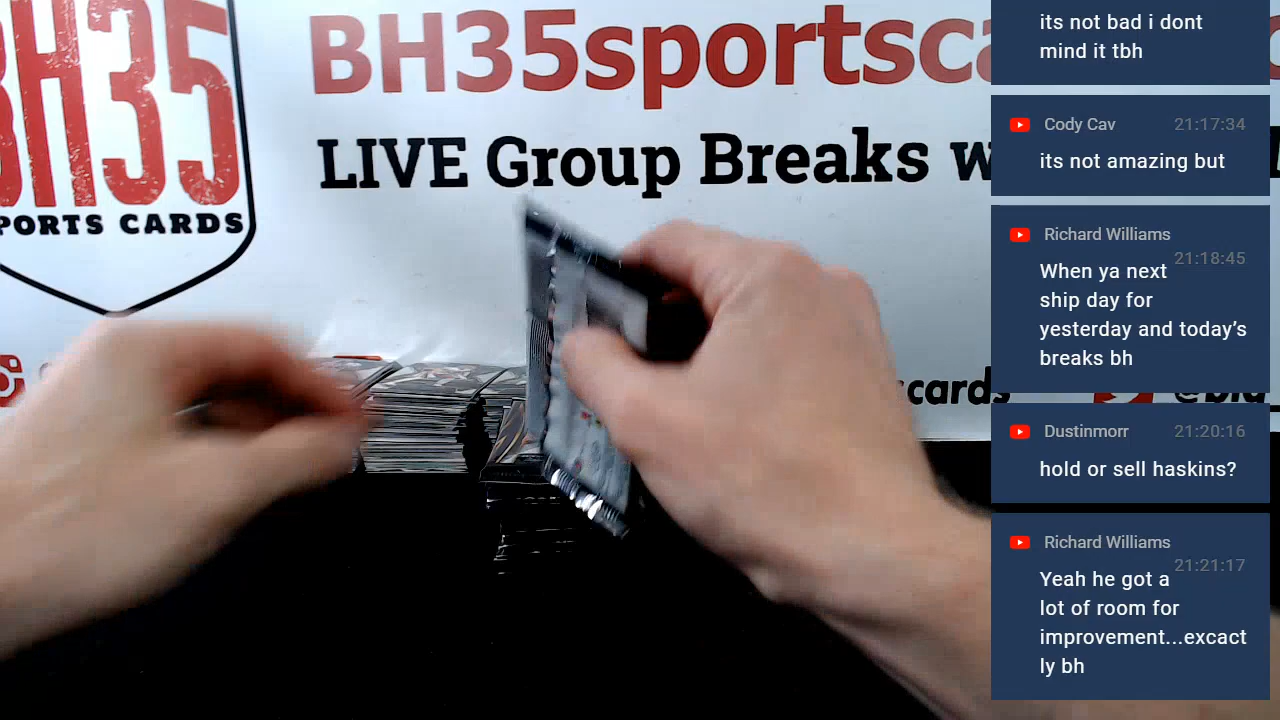 BH35
SPORTS CARDS
BH35sportsca
LIVE Group Breaks w
cards
its not bad i dont
mind it tbh
Cody Cav 21:17:34
its not amazing but
Richard Williams
21:18:45
When ya next
ship day for
yesterday and today's
breaks bh
Dustinmorr 21:20:16
hold or sell haskins?
Richard Williams
21:21:17
Yeah he got a
lot of room for
improvement...excact
ly bh